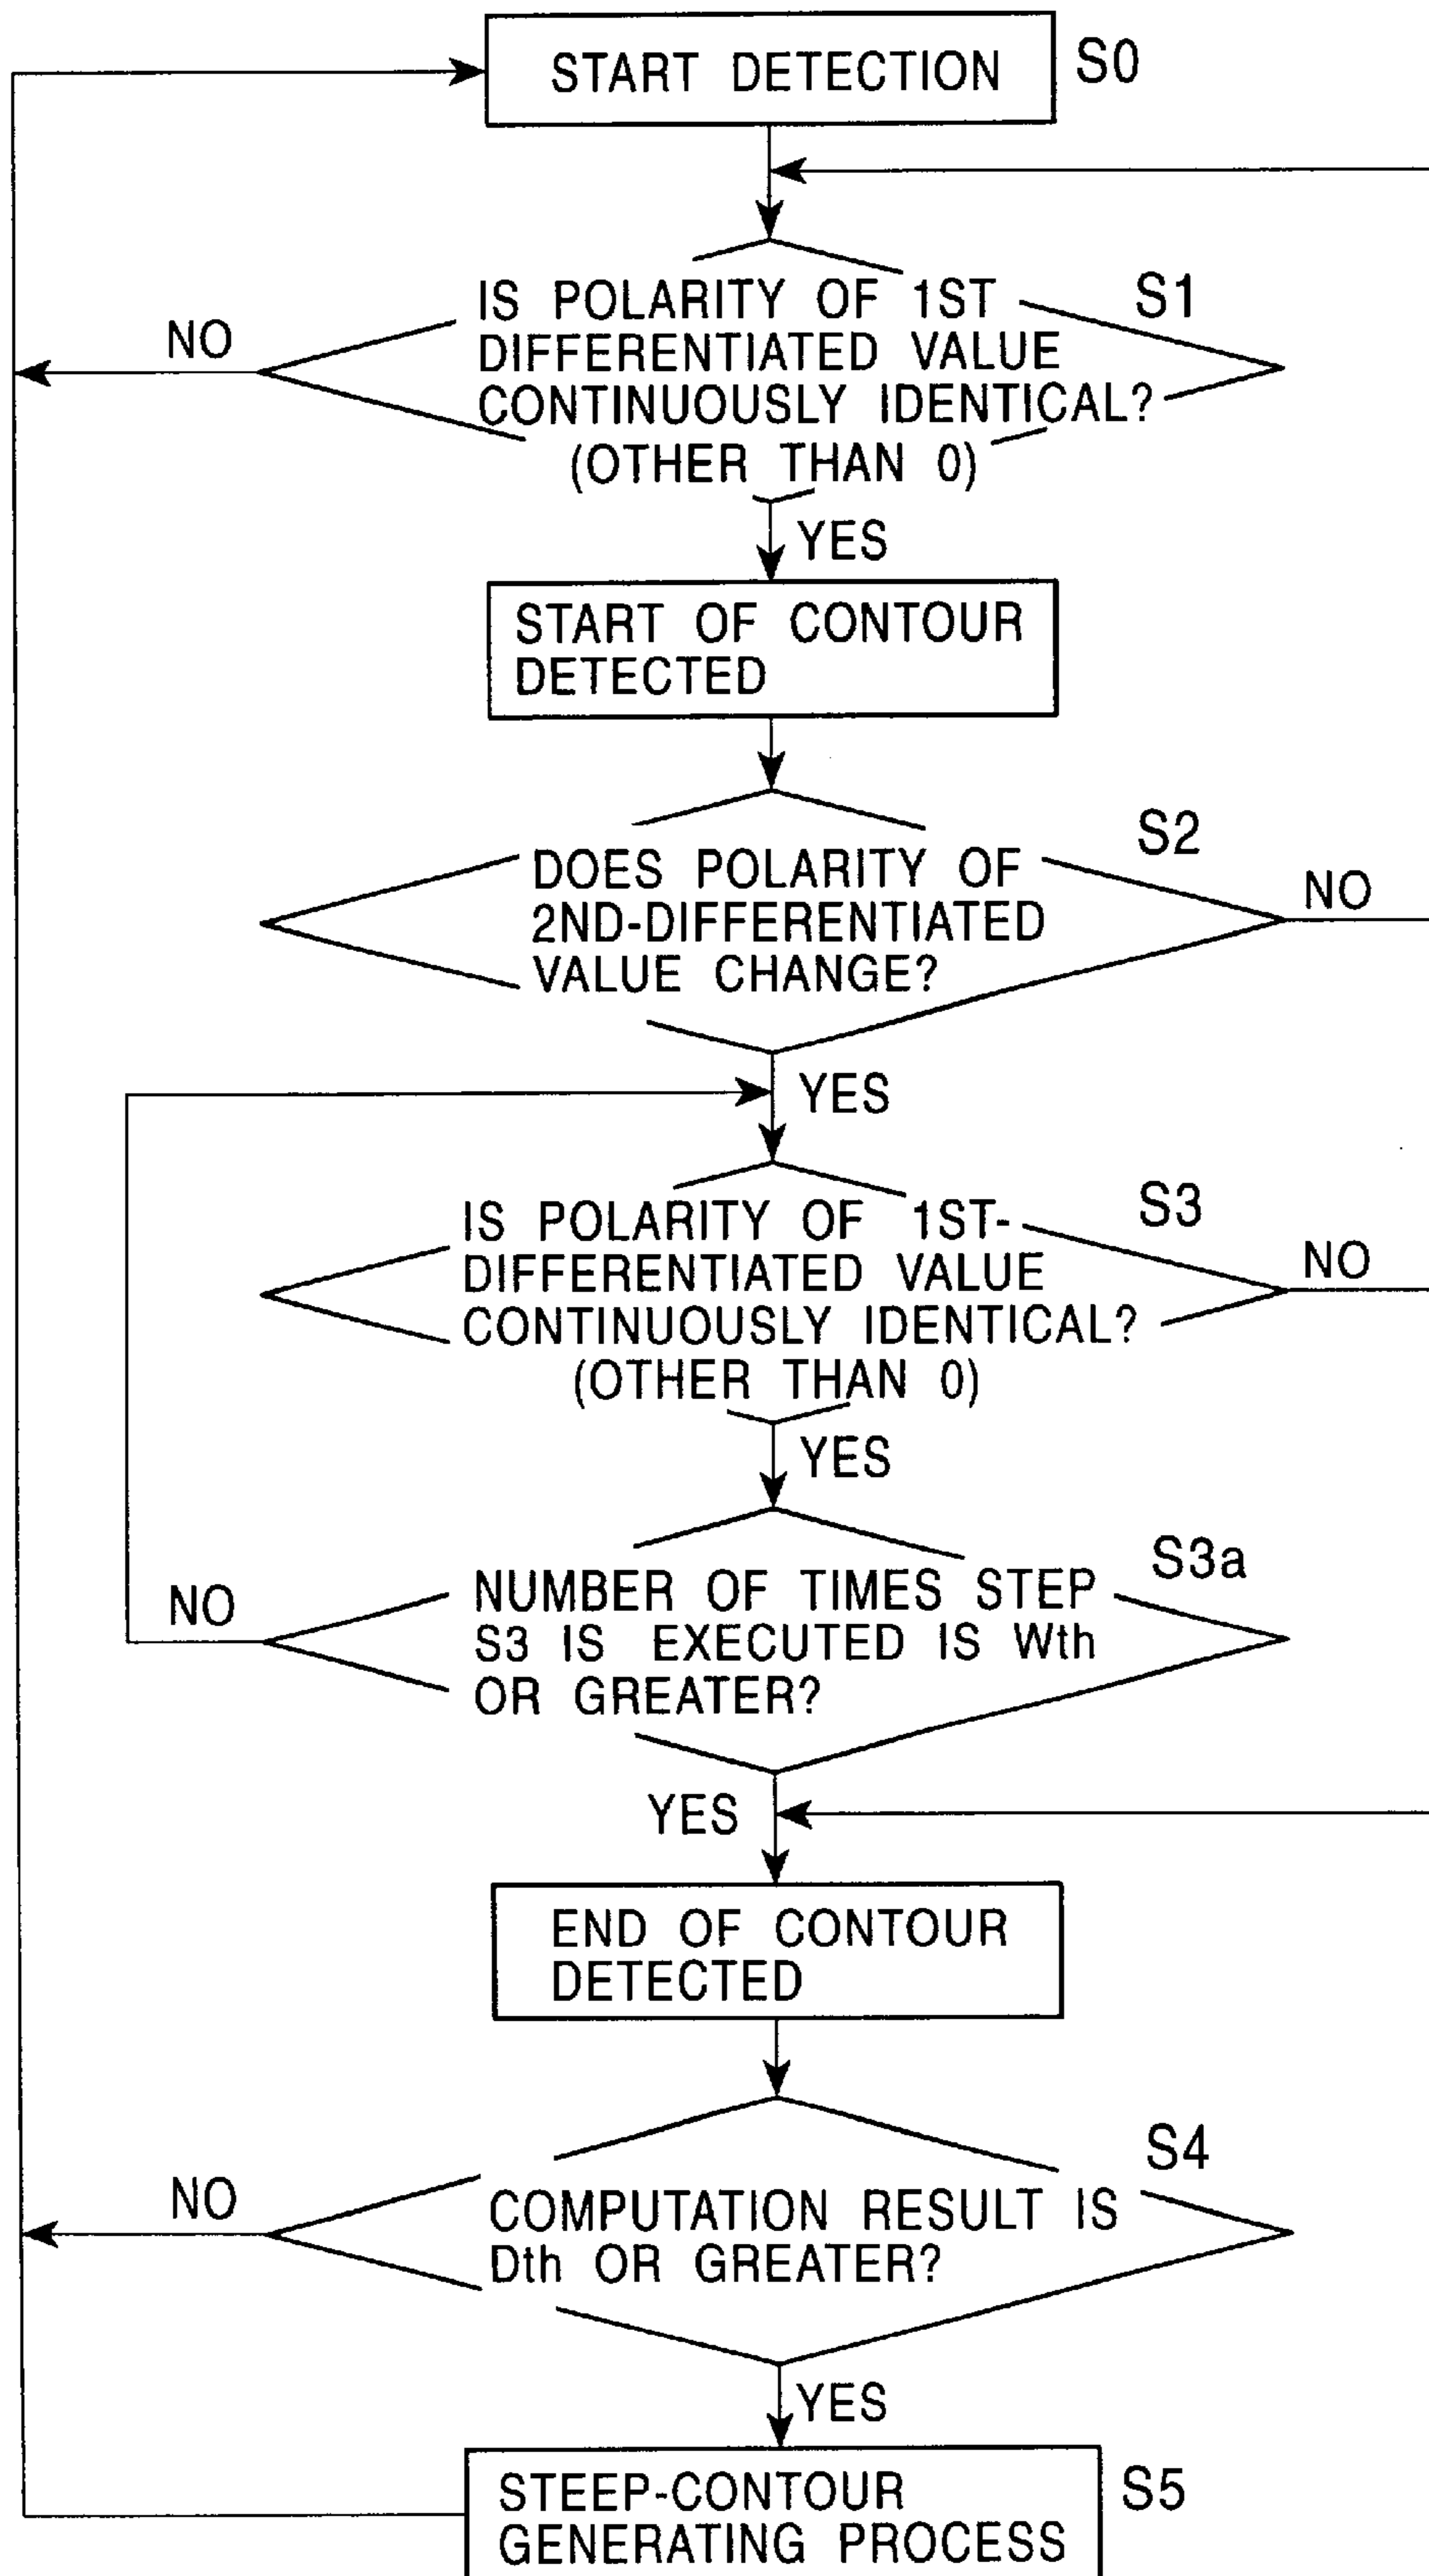 START DETECTION
S0
IS POLARITY OF 1ST
DIFFERENTIATED VALUE
CONTINUOUSLY IDENTICAL?
(OTHER THAN 0)
S1
NO
YES
START OF CONTOUR
DETECTED
DOES POLARITY OF
2ND-DIFFERENTIATED
VALUE CHANGE?
S2
NO
YES
IS POLARITY OF 1ST-
DIFFERENTIATED VALUE
CONTINUOUSLY IDENTICAL?
(OTHER THAN 0)
S3
NO
YES
NUMBER OF TIMES STEP
S3 IS EXECUTED IS Wth
OR GREATER?
S3a
NO
YES
END OF CONTOUR
DETECTED
COMPUTATION RESULT IS
Dth OR GREATER?
S4
NO
YES
STEEP-CONTOUR
GENERATING PROCESS
S5